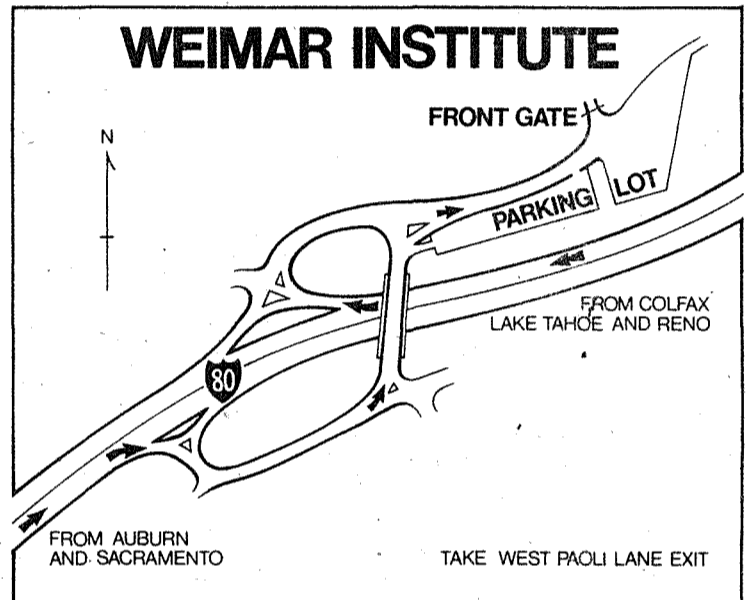 WEIMAR INSTITUTE
FRONT GATE
N
PARKING LOT
FROM COLFAX
LAKE TAHOE AND RENO
80
FROM AUBURN
AND SACRAMENTO
TAKE WEST PAOLI LANE EXIT